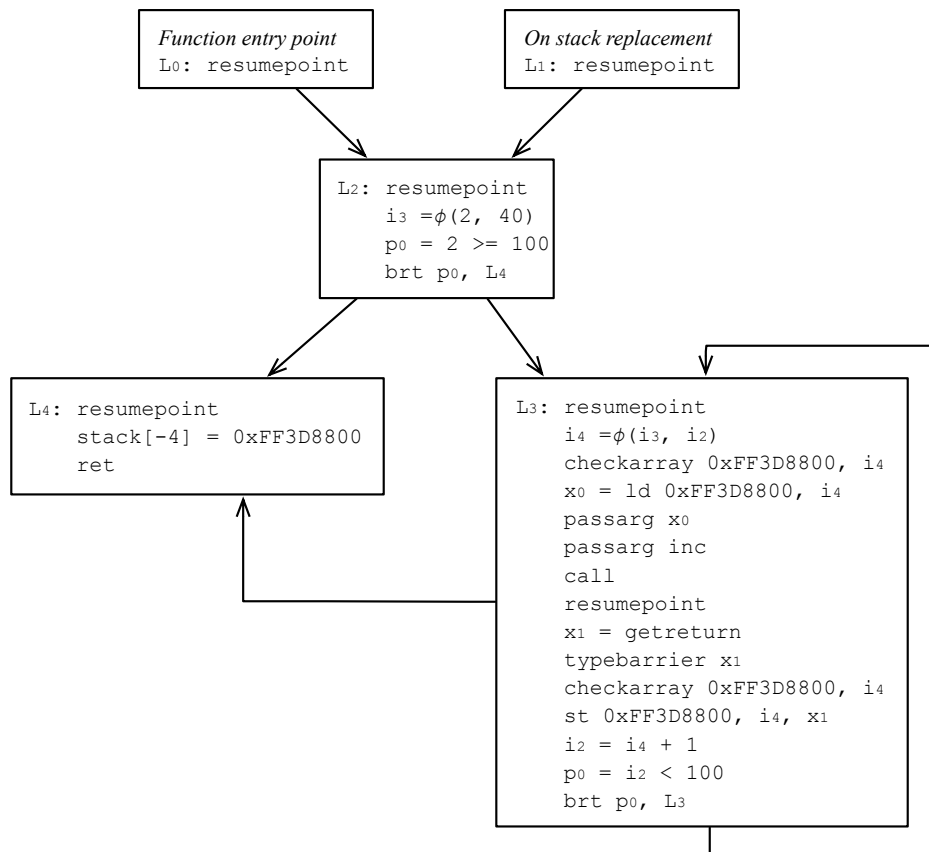 Function entry point
L0: resumepoint
On stack replacement
L1: resumepoint
L2: resumepoint
i3 =ϕ(2, 40)
p0 = 2 >= 100
brt p0, L4
L4: resumepoint
stack[-4] = 0xFF3D8800
ret
L3: resumepoint
i4 =ϕ(i3, i2)
checkarray 0xFF3D8800, i4
x0 = ld 0xFF3D8800, i4
passarg x0
passarg inc
call
resumepoint
x1 = getreturn
typebarrier x1
checkarray 0xFF3D8800, i4
st 0xFF3D8800, i4, x1
i2 = i4 + 1
p0 = i2 < 100
brt p0, L3